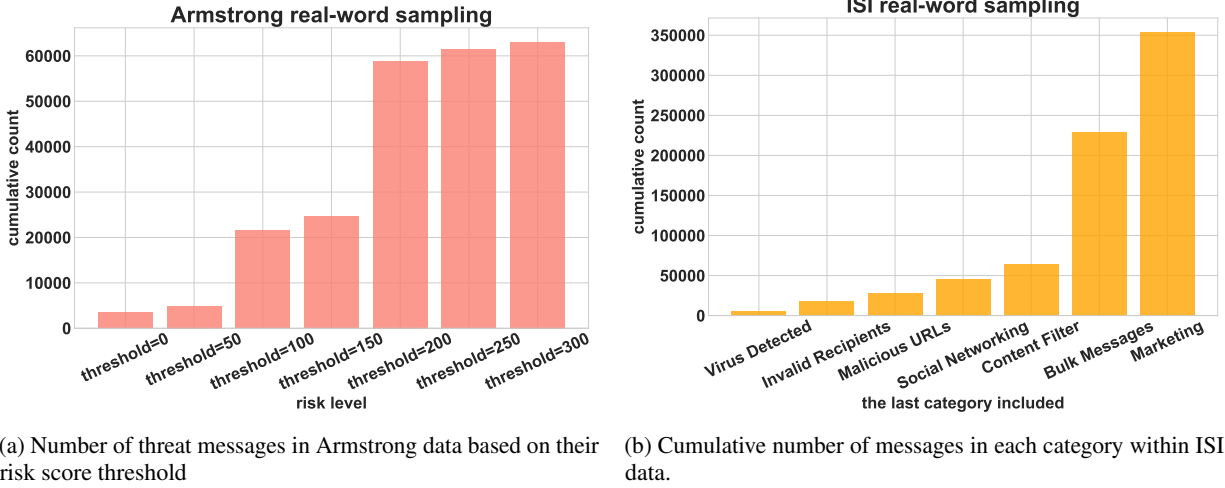 Armstrong real-word sampling
cumulative count
60000
50000
40000
30000
20000
10000
0
threshold=0
threshold=50
threshold=100
threshold=150
threshold=200
threshold=250
threshold=300
risk level
(a) Number of threat messages in Armstrong data based on their
risk score threshold
ISI real-word sampling
cumulative count
350000
300000
250000
200000
150000
100000
50000
0
Virus Detected
Invalid Recipients
Malicious URLs
Social Networking
Content Filter
Bulk Messages
Marketing
the last category included
(b) Cumulative number of messages in each category within ISI
data.